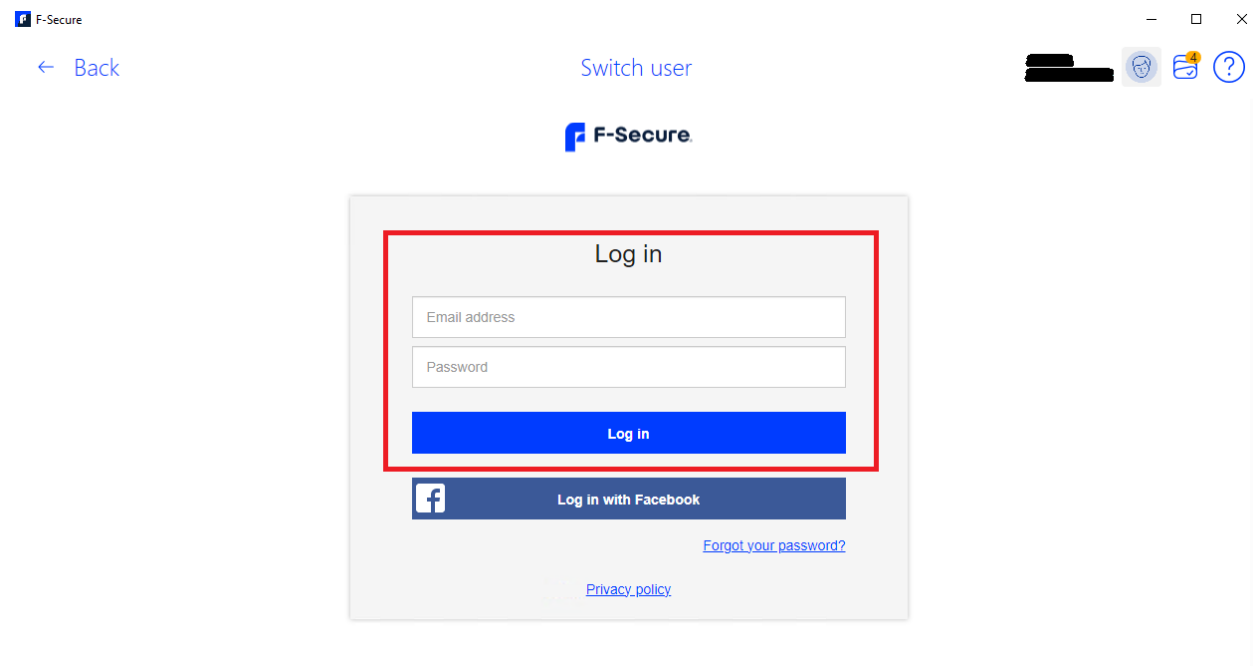 F-Secure
Back
Switch user
4
?
F-Secure.
Log in
Email address
Password
Log in
Log in with Facebook
Forgot your password?
Privacy policy